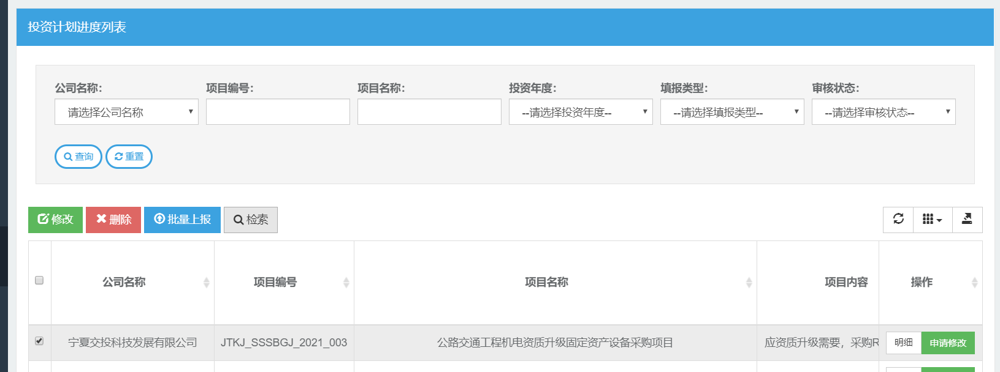 投资计划进度列表
公司名称： 项目编号： 项目名称： 投资年度： 填报类型： 审核状态：
请选择公司名称 --请选择投资年度-- --请选择填报类型-- --请选择审核状态--
查询 重置
修改 删除 批量上报 检索
公司名称 项目编号 项目名称 项目内容 操作
宁夏交投科技发展有限公司 JTKJ_SSSBGJ_2021_003 公路交通工程机电资质升级固定资产设备采购项目 应资质升级需要，采购R 明细 申请修改